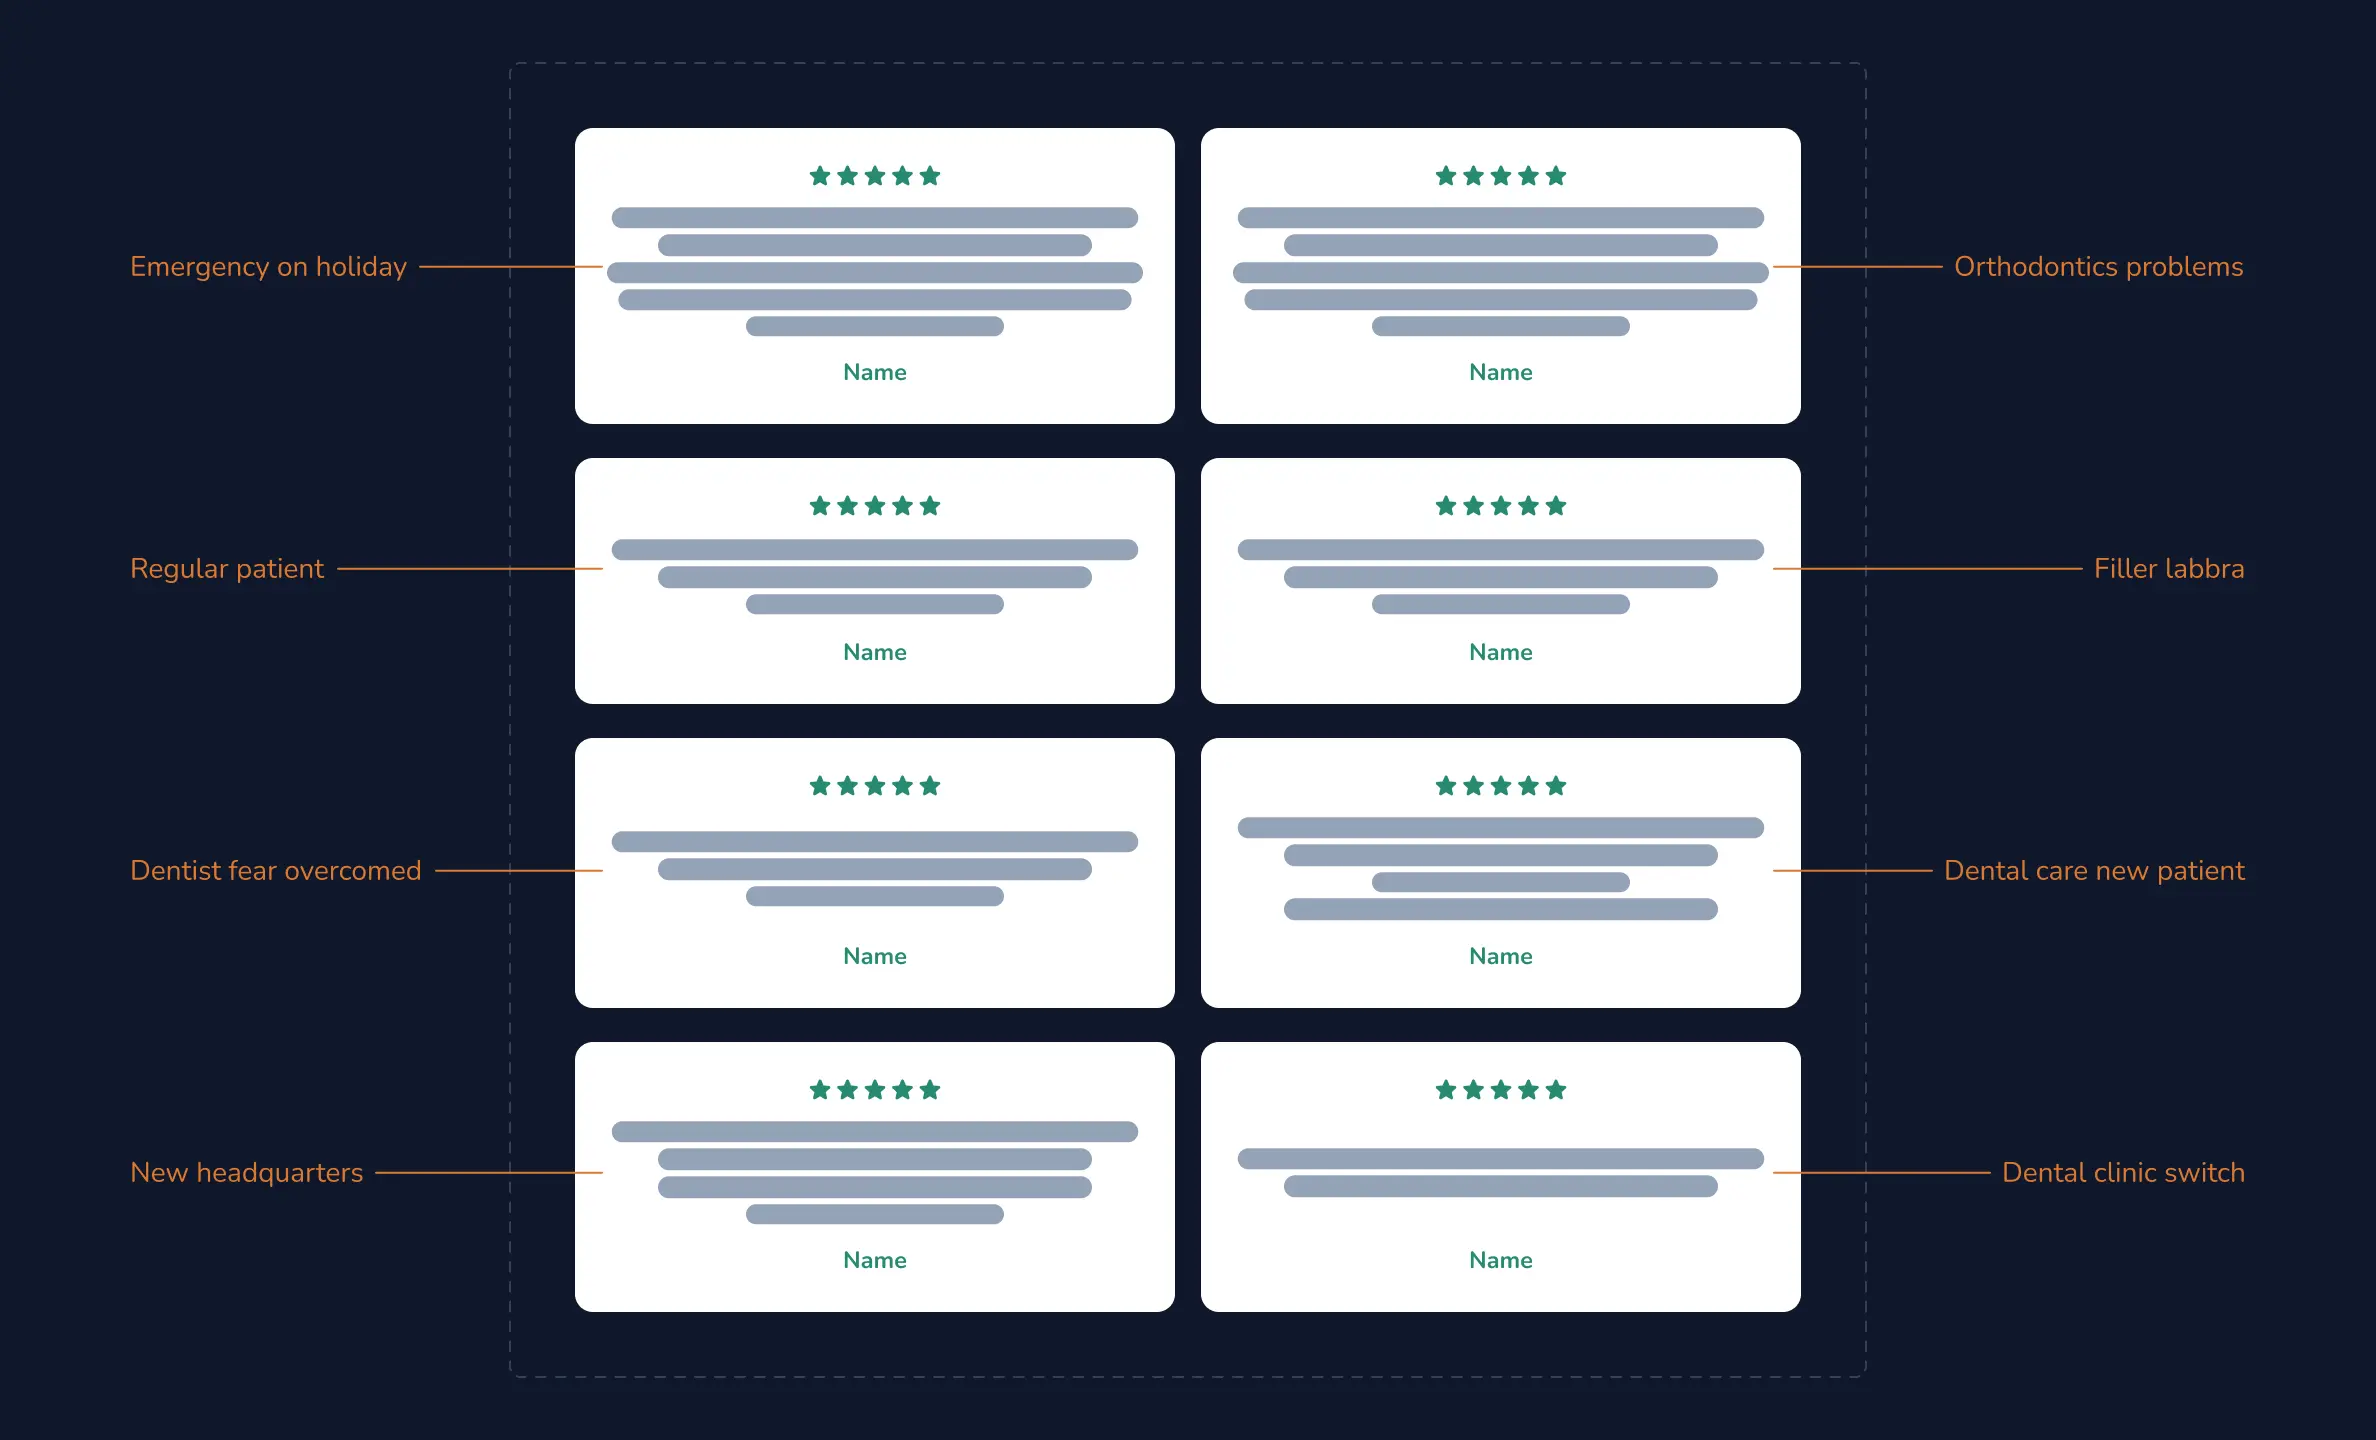 Emergency on holiday
Name
Name
Orthodontics problems
Regular patient
Name
Name
Filler labbra
Dentist fear overcomed
Name
Name
Dental care new patient
New headquarters
Name
Name
Dental clinic switch